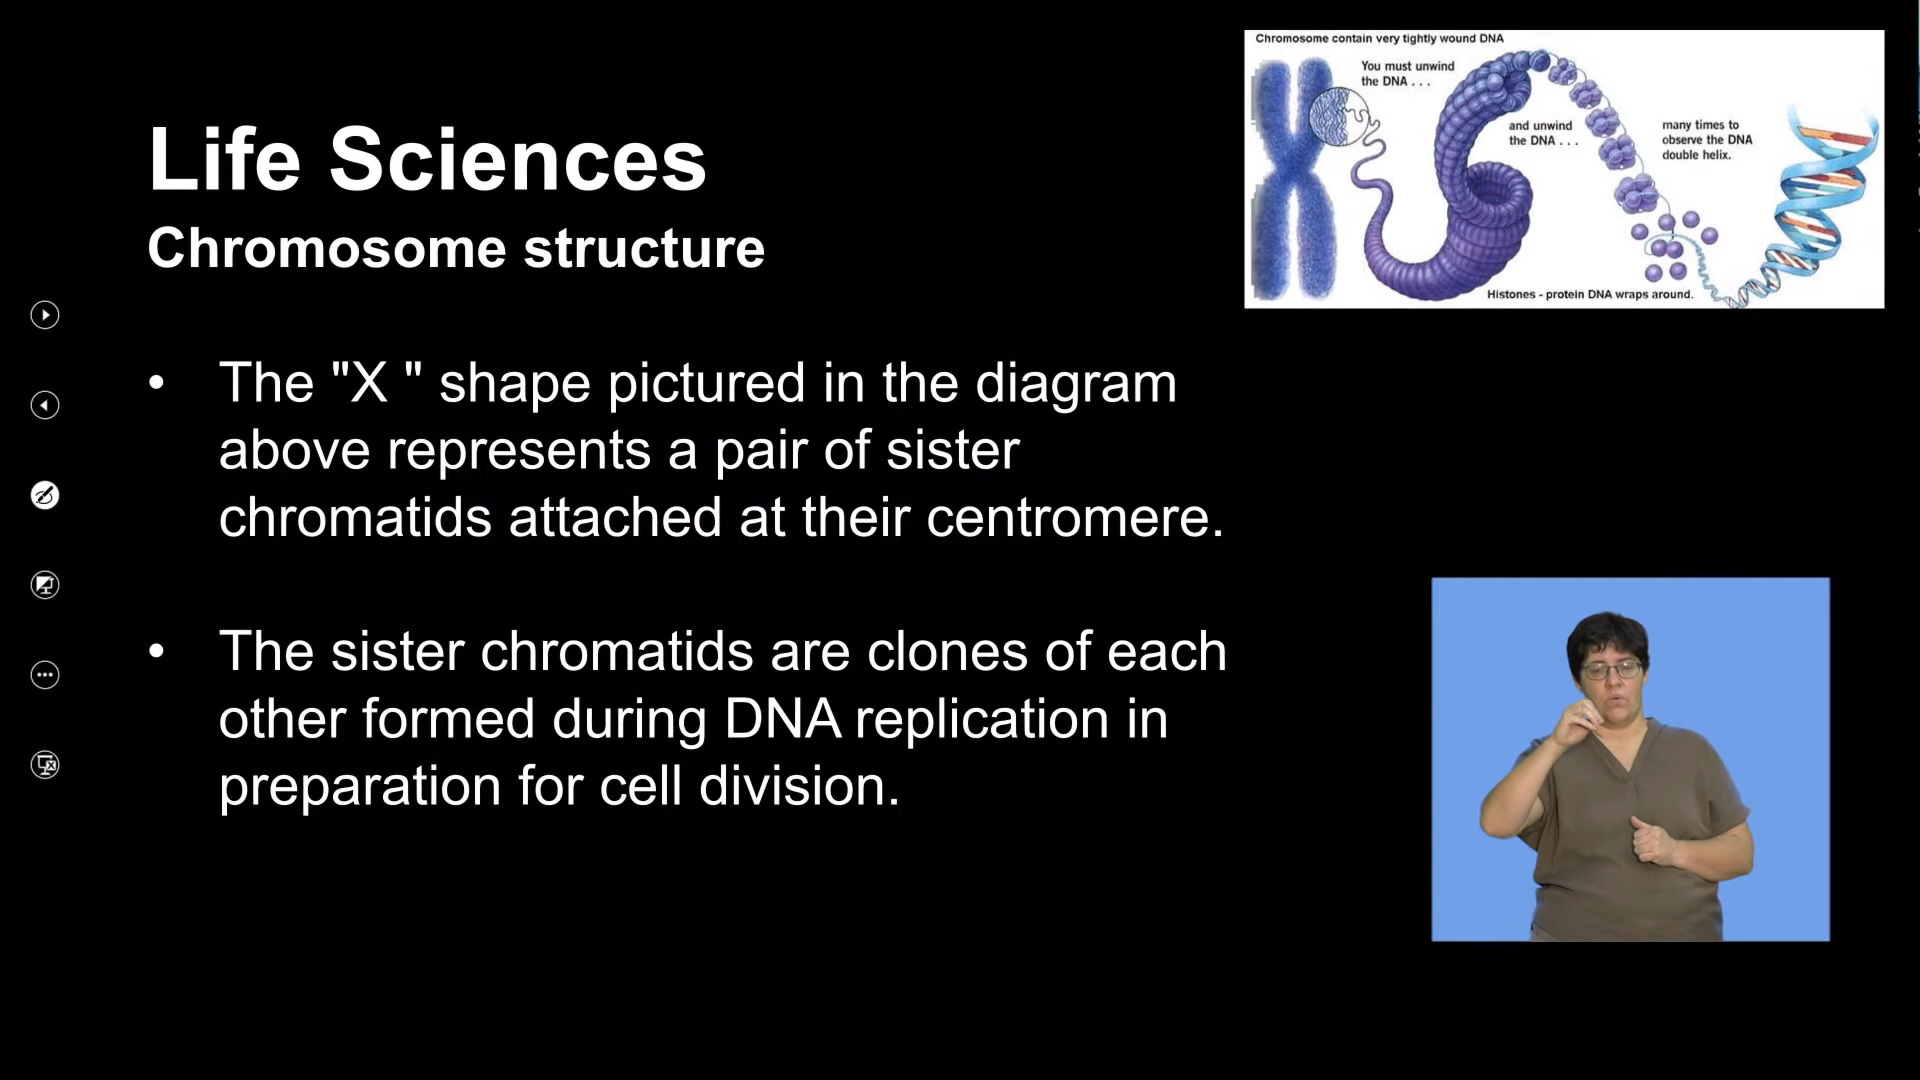 Chromosome contain very tightly wound DNA
You must unwind
the DNA . . .
and unwind
the DNA . . .
many times to
observe the DNA
double helix.
Histones - protein DNA wraps around.
Life Sciences
Chromosome structure
• The "X " shape pictured in the diagram
above represents a pair of sister
chromatids attached at their centromere.
• The sister chromatids are clones of each
other formed during DNA replication in
preparation for cell division.